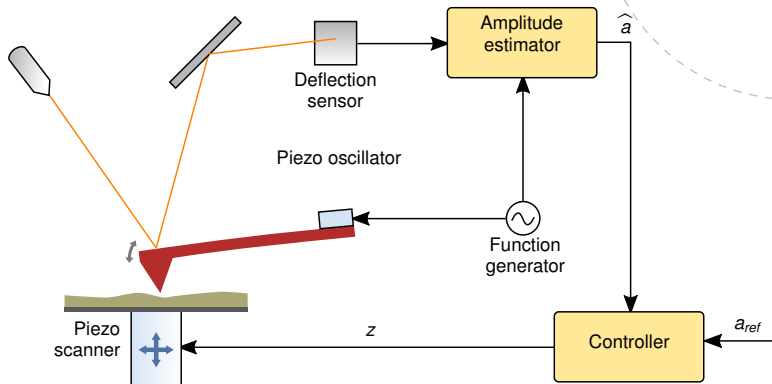 Amplitude
estimator
â
Deflection
sensor
Piezo oscillator
Function
generator
Piezo
scanner
z
Controller
a_ref